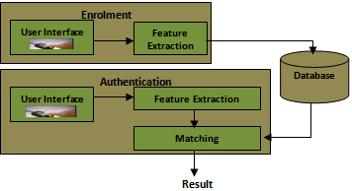 Enrolment
User Interface
Feature
Extraction
Database
Authentication
User Interface
Feature Extraction
Matching
Result